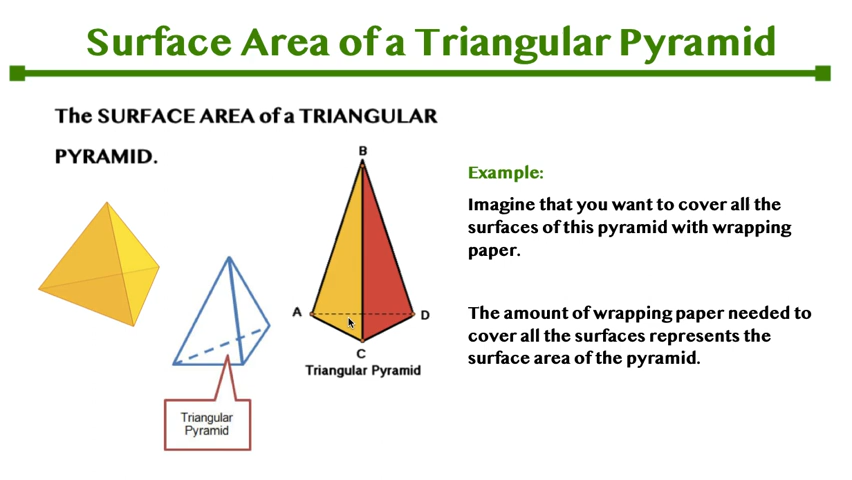 Surface Area of a Triangular Pyramid
The SURFACE AREA of a TRIANGULAR
PYRAMID.
B
A
D
C
Triangular Pyramid
Triangular
Pyramid
Example:
Imagine that you want to cover all the
surfaces of this pyramid with wrapping
paper.
The amount of wrapping paper needed to
cover all the surfaces represents the
surface area of the pyramid.